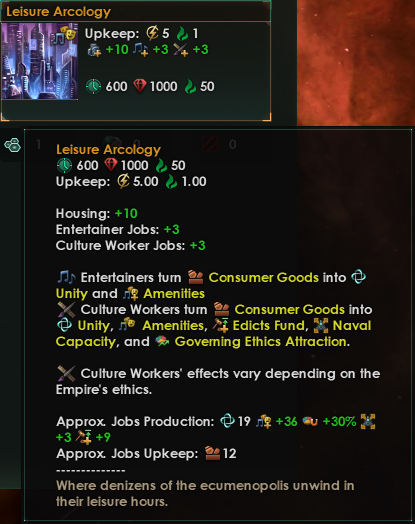 Leisure Arcology
Upkeep: 5 1
+10 +3 +3
600 1000 50
1 0
Leisure Arcology
600 1000 50
Upkeep: 5.00 1.00
Housing: +10
Entertainer Jobs: +3
Culture Worker Jobs: +3
Entertainers turn Consumer Goods into
Unity and Amenities
Culture Workers turn Consumer Goods into
Unity, Amenities, Edicts Fund, Naval
Capacity, and Governing Ethics Attraction.
Culture Workers' effects vary depending on the
Empire's ethics.
Approx. Jobs Production: 19 +36 +30%
+3 +9
Approx. Jobs Upkeep: 12
--------------
Where denizens of the ecumenopolis unwind in
their leisure hours.